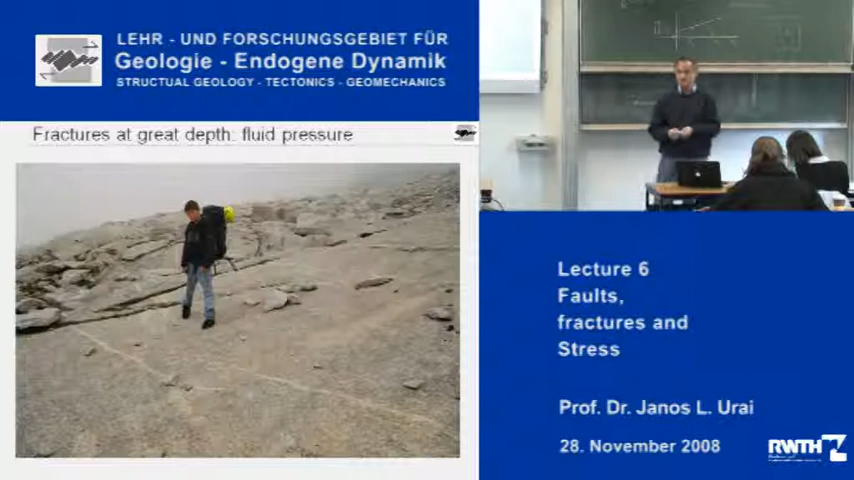 LEHR - UND FORSCHUNGSGEBIET FÜR
Geologie - Endogene Dynamik
STRUCTURAL GEOLOGY - TECTONICS - GEOMECHANICS
Fractures at great depth: fluid pressure
Lecture 6
Faults,
fractures and
Stress
Prof. Dr. Janos L. Urai
28. November 2008
RWTH